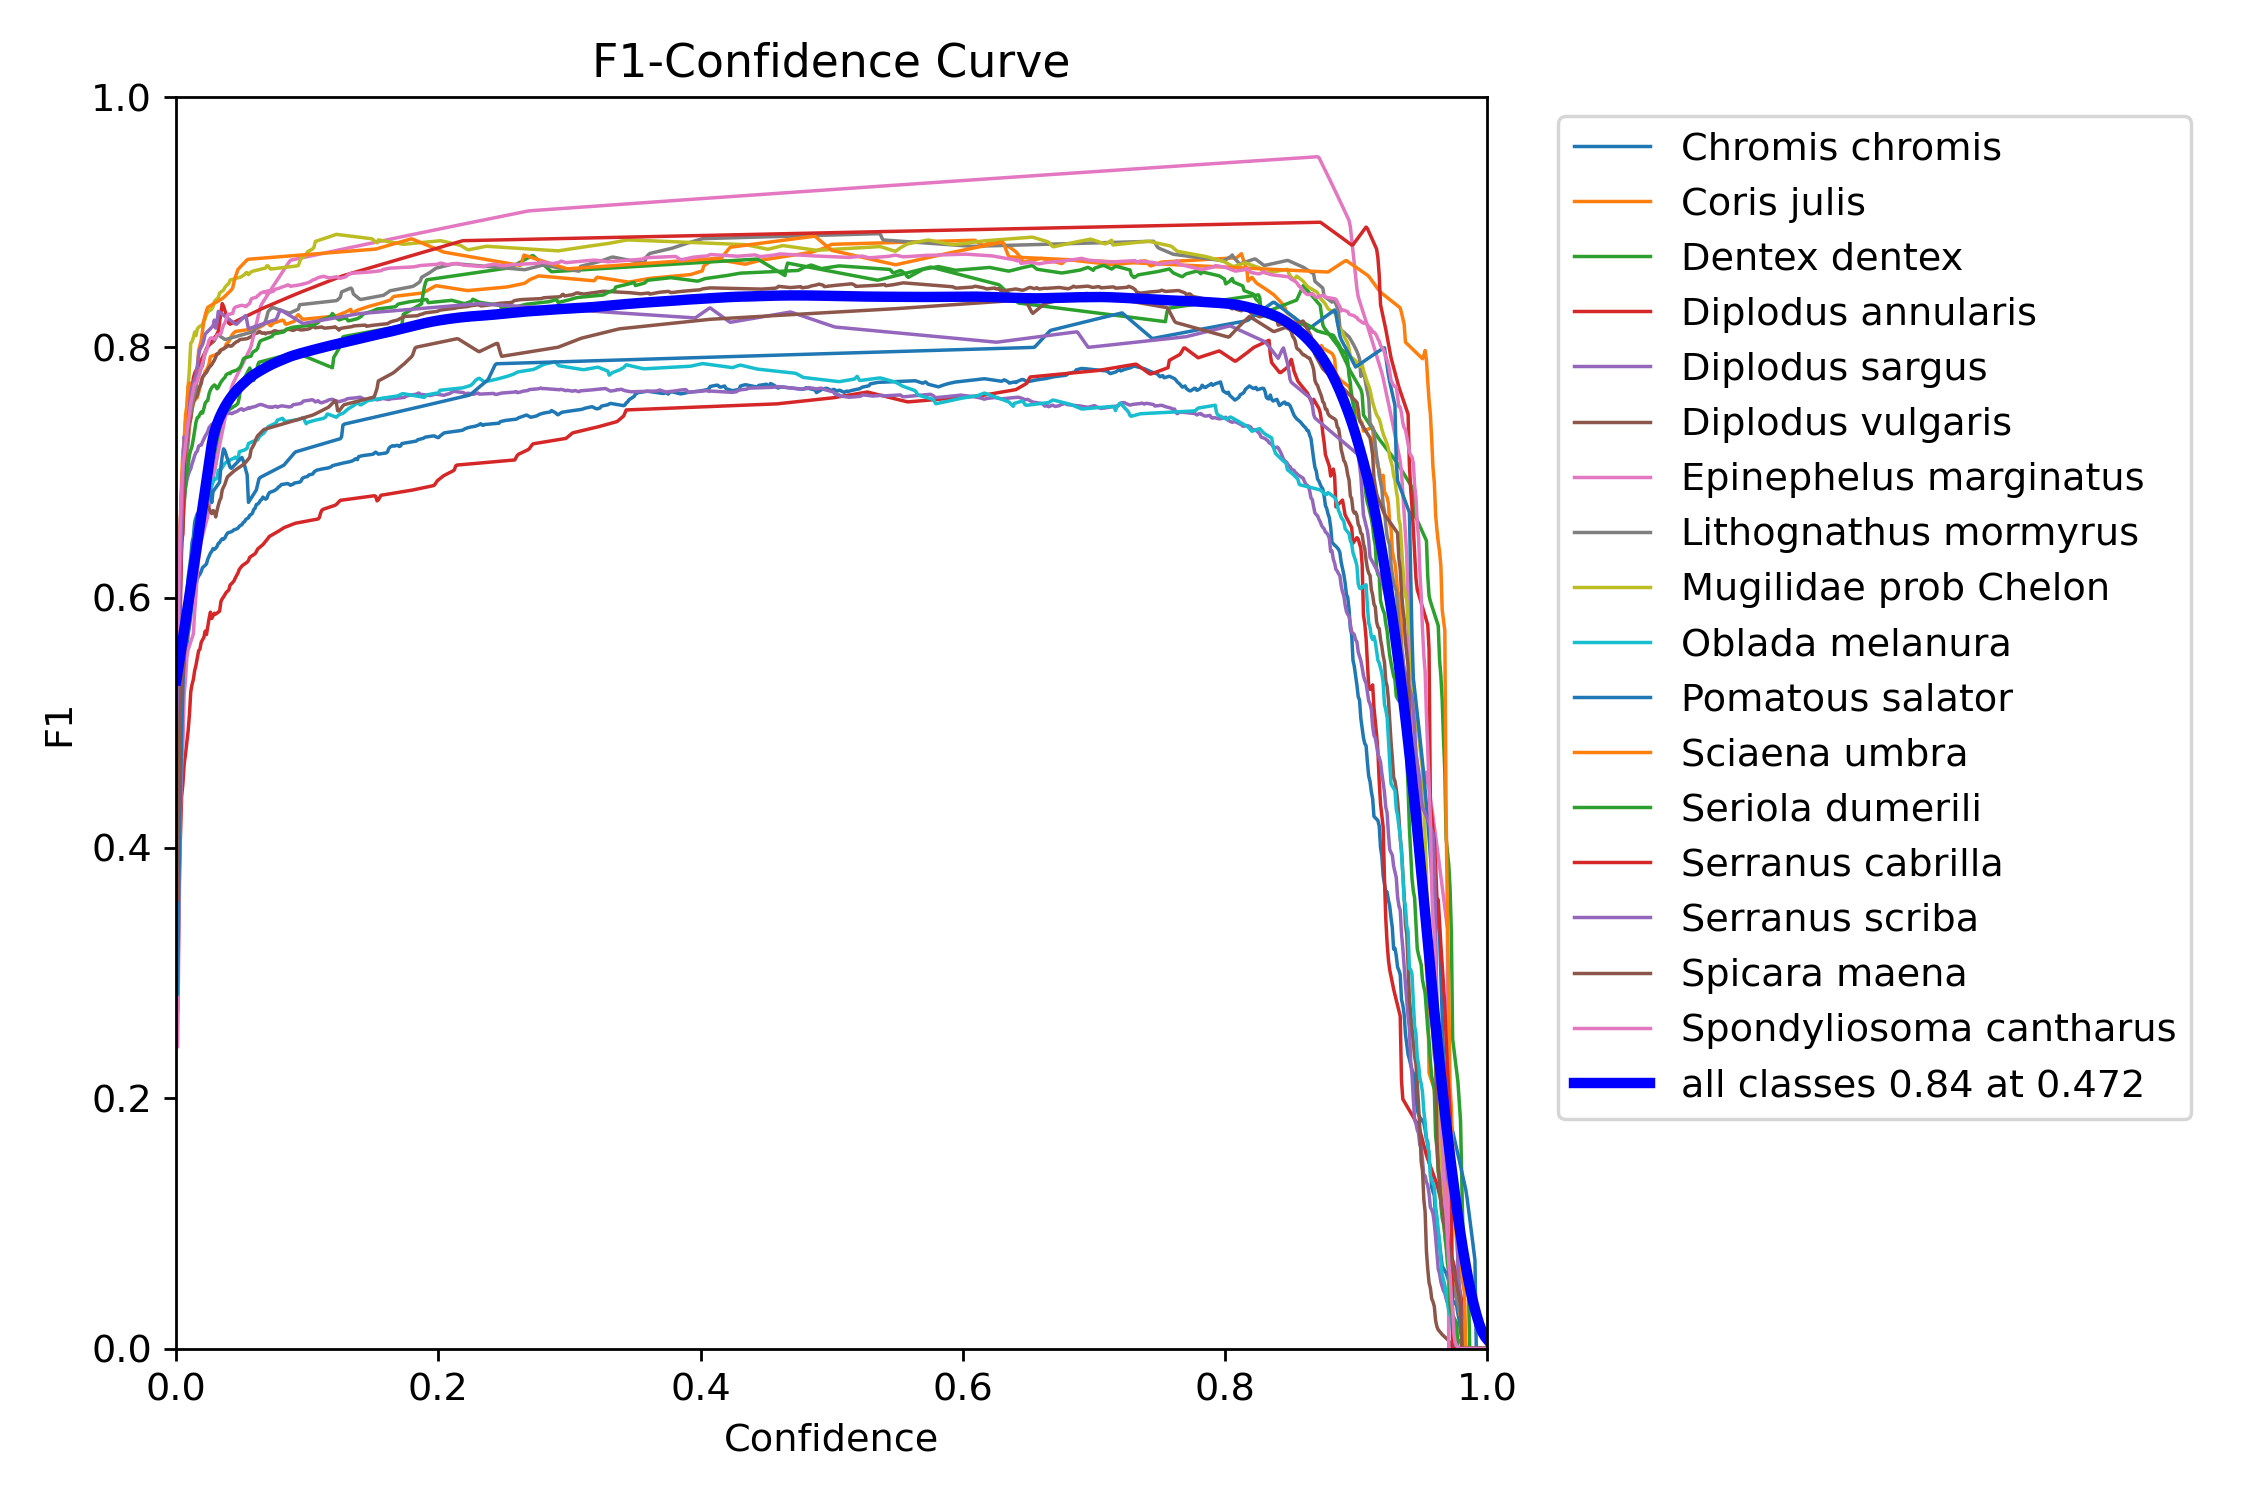 F1-Confidence Curve
1.0
0.8
0.6
0.4
0.2
0.0
F1
0.0 0.2 0.4 0.6 0.8 1.0
Confidence
Chromis chromis
Coris julis
Dentex dentex
Diplodus annularis
Diplodus sargus
Diplodus vulgaris
Epinephelus marginatus
Lithognathus mormyrus
Mugilidae prob Chelon
Oblada melanura
Pomatous salator
Sciaena umbra
Seriola dumerili
Serranus cabrilla
Serranus scriba
Spicara maena
Spondyliosoma cantharus
all classes 0.84 at 0.472